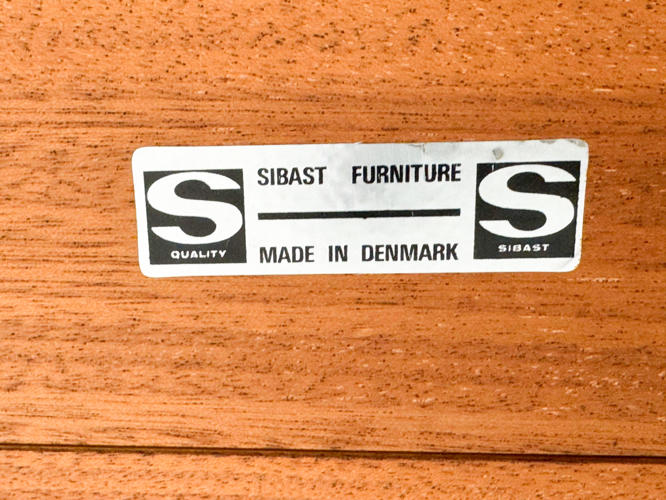 S
QUALITY
SIBAST FURNITURE
MADE IN DENMARK
S
SIBAST